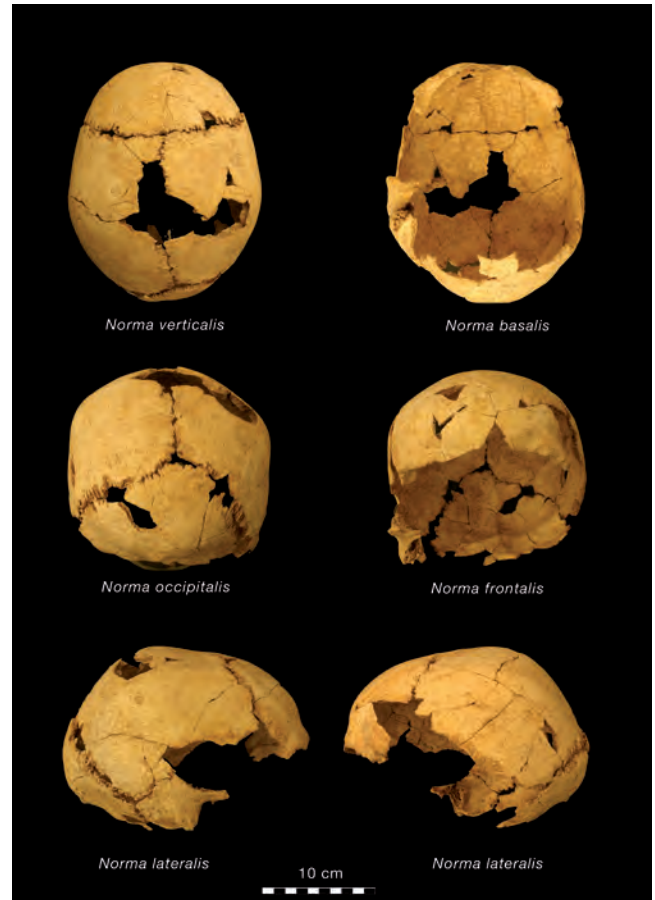 Norma verticalis
Norma basalis
Norma occipitalis
Norma frontalis
Norma lateralis
Norma lateralis
10 cm